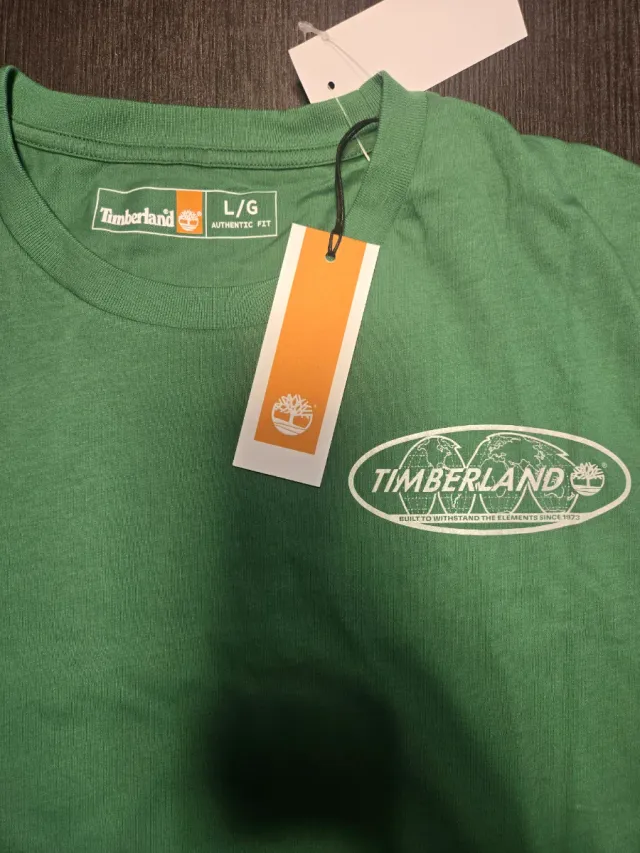 Timberland
L/G
AUTHENTIC FIT
TIMBERLAND
BUILT TO WITHSTAND THE ELEMENTS SINCE 1973